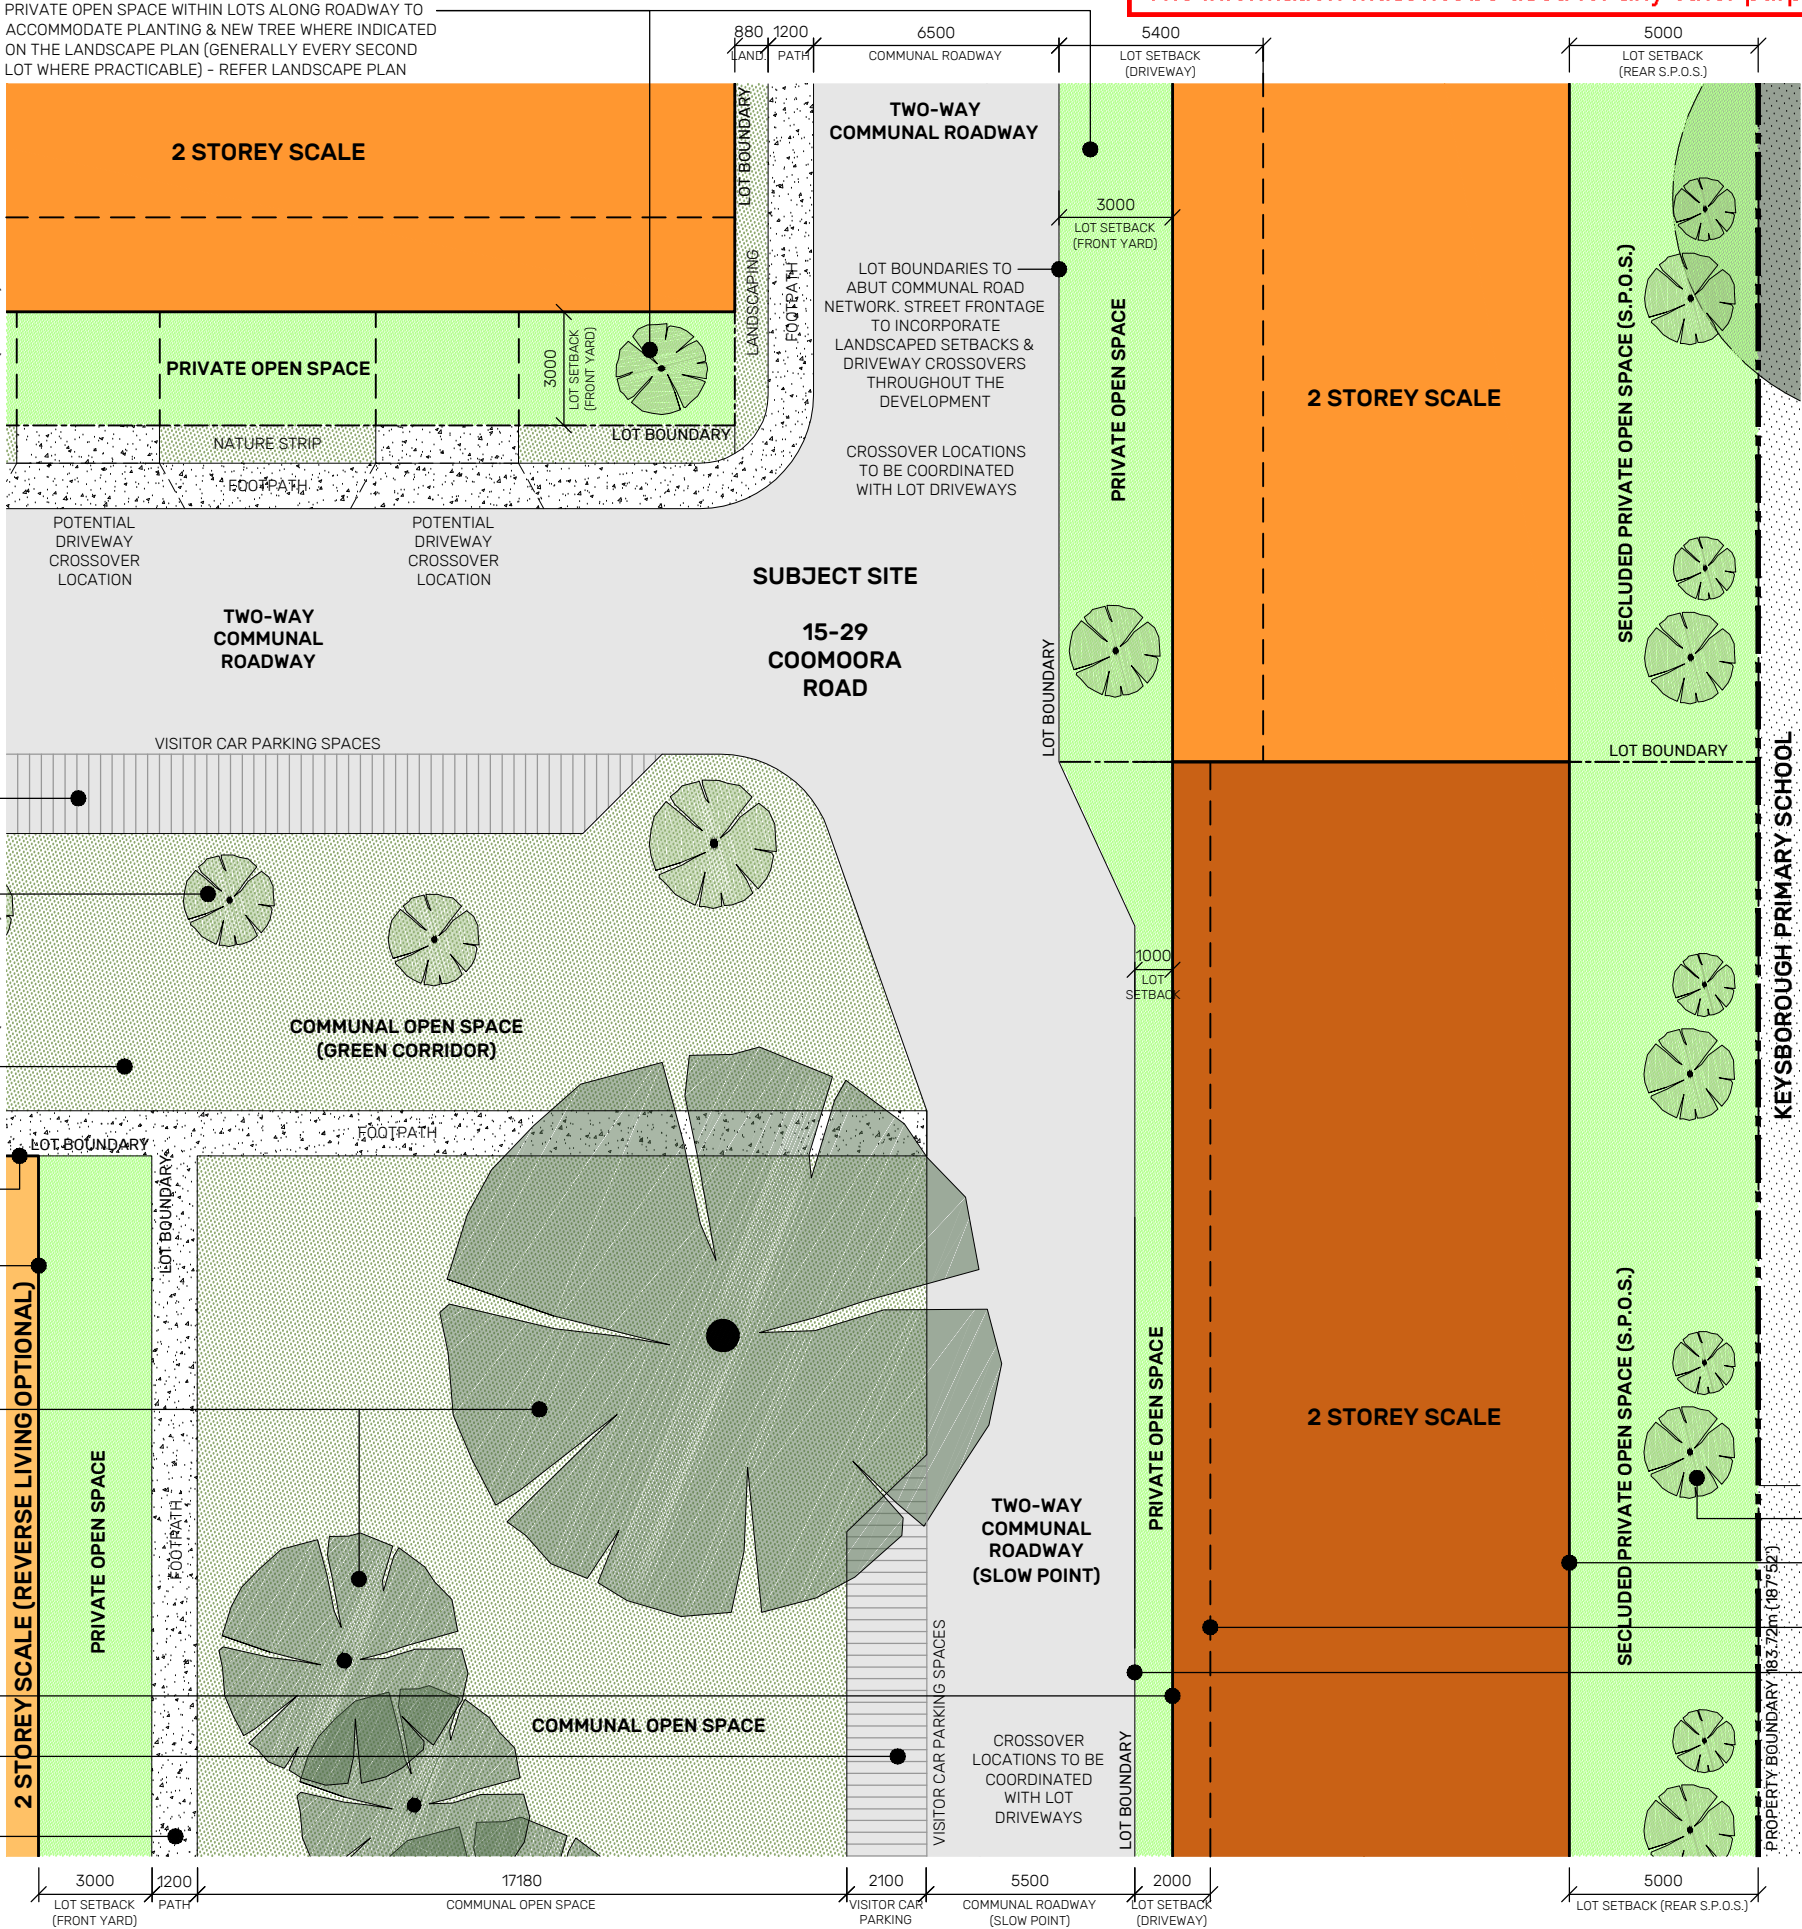 PRIVATE OPEN SPACE WITHIN LOTS ALONG ROADWAY TO
ACCOMMODATE PLANTING & NEW TREE WHERE INDICATED
ON THE LANDSCAPE PLAN (GENERALLY EVERY SECOND
LOT WHERE PRACTICABLE) - REFER LANDSCAPE PLAN
880
LAND.
1200
PATH
6500
COMMUNAL ROADWAY
5400
LOT SETBACK
(DRIVEWAY)
5000
LOT SETBACK
(REAR S.P.O.S.)
2 STOREY SCALE
LOT BOUNDARY
LANDSCAPING
FOOTPATH
TWO-WAY
COMMUNAL ROADWAY
3000
LOT SETBACK
(FRONT YARD)
LOT BOUNDARIES TO
ABUT COMMUNAL ROAD
NETWORK. STREET FRONTAGE
TO INCORPORATE
LANDSCAPED SETBACKS &
DRIVEWAY CROSSOVERS
THROUGHOUT THE
DEVELOPMENT
CROSSOVER LOCATIONS
TO BE COORDINATED
WITH LOT DRIVEWAYS
PRIVATE OPEN SPACE
2 STOREY SCALE
SECLUDED PRIVATE OPEN SPACE (S.P.O.S.)
PRIVATE OPEN SPACE
3000
LOT SETBACK
(FRONT YARD)
LOT BOUNDARY
NATURE STRIP
FOOTPATH
POTENTIAL
DRIVEWAY
CROSSOVER
LOCATION
POTENTIAL
DRIVEWAY
CROSSOVER
LOCATION
TWO-WAY
COMMUNAL
ROADWAY
SUBJECT SITE
15-29
COOMOORA
ROAD
LOT BOUNDARY
LOT BOUNDARY
VISITOR CAR PARKING SPACES
KEYSBOROUGH PRIMARY SCHOOL
1000
LOT
SETBACK
COMMUNAL OPEN SPACE
(GREEN CORRIDOR)
FOOTPATH
LOT BOUNDARY
LOT BOUNDARY
2 STOREY SCALE (REVERSE LIVING OPTIONAL)
PRIVATE OPEN SPACE
FOOTPATH
TWO-WAY
COMMUNAL
ROADWAY
(SLOW POINT)
PRIVATE OPEN SPACE
2 STOREY SCALE
SECLUDED PRIVATE OPEN SPACE (S.P.O.S.)
PROPERTY BOUNDARY 183.72m (187°52')
COMMUNAL OPEN SPACE
VISITOR CAR PARKING SPACES
CROSSOVER
LOCATIONS TO BE
COORDINATED
WITH LOT
DRIVEWAYS
LOT BOUNDARY
3000
LOT SETBACK
(FRONT YARD)
1200
PATH
17180
COMMUNAL OPEN SPACE
2100
VISITOR CAR
PARKING
5500
COMMUNAL ROADWAY
(SLOW POINT)
2000
LOT SETBACK
(DRIVEWAY)
5000
LOT SETBACK (REAR S.P.O.S.)